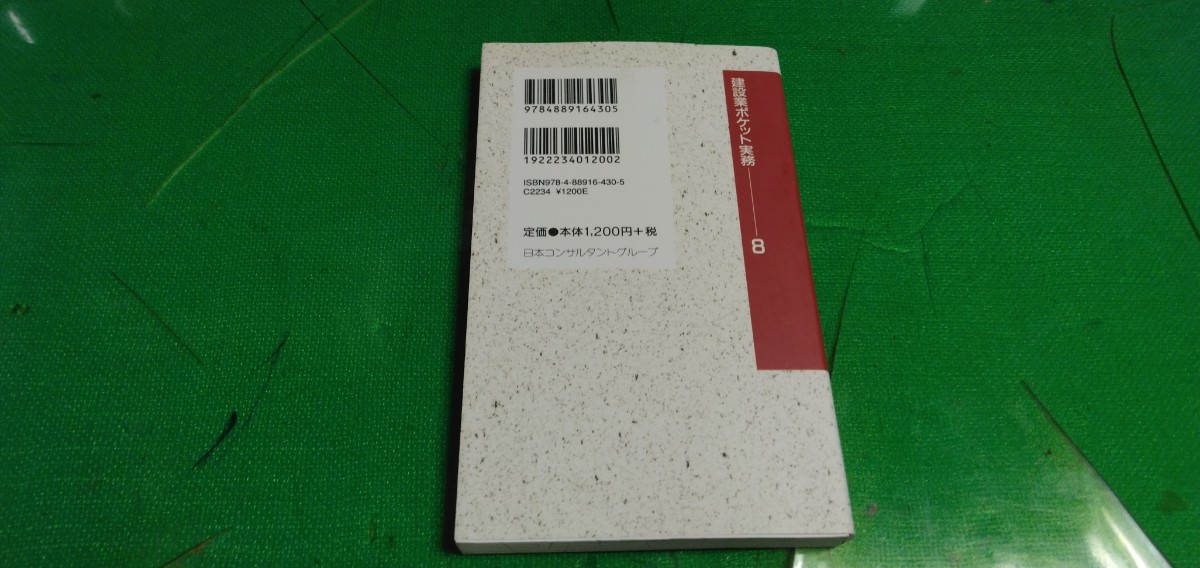 9784889164305
1922234012002
ISBN978-4-88916-430-5
C2234 ¥1200E
定価●本体1,200円+税
日本コンサルタントグループ
建設業ポケット実務――8